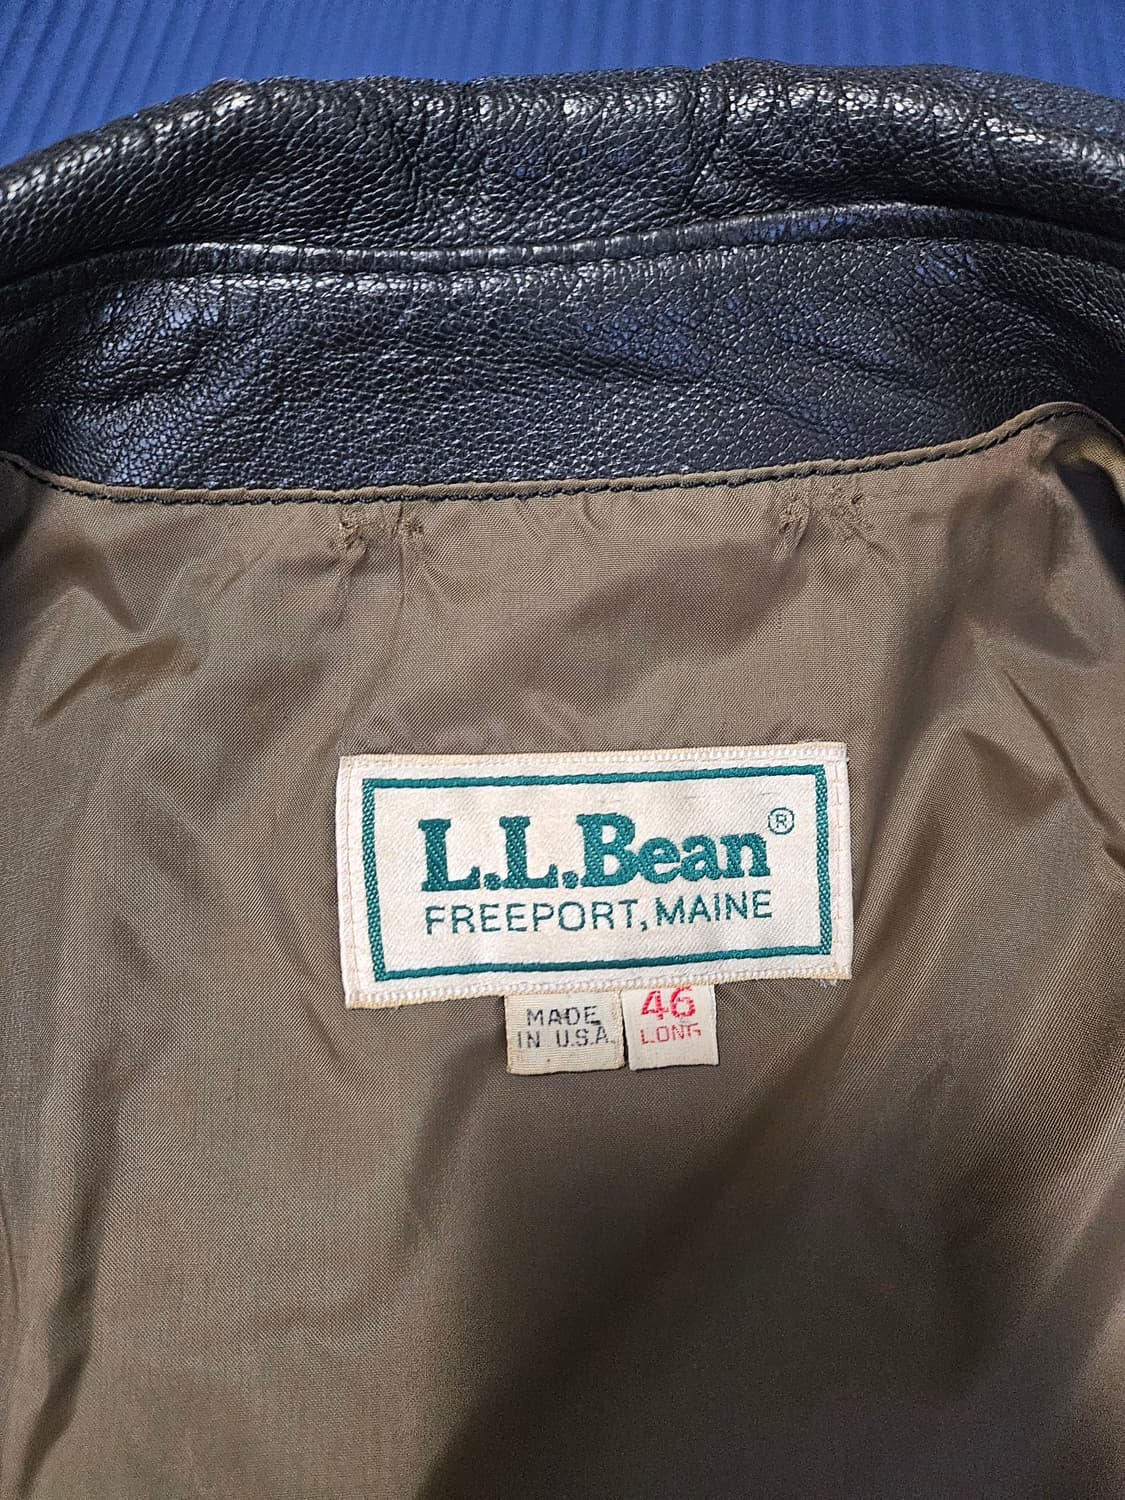 L.L.Bean®
FREEPORT, MAINE
MADE
IN U.S.A.
46
LONG